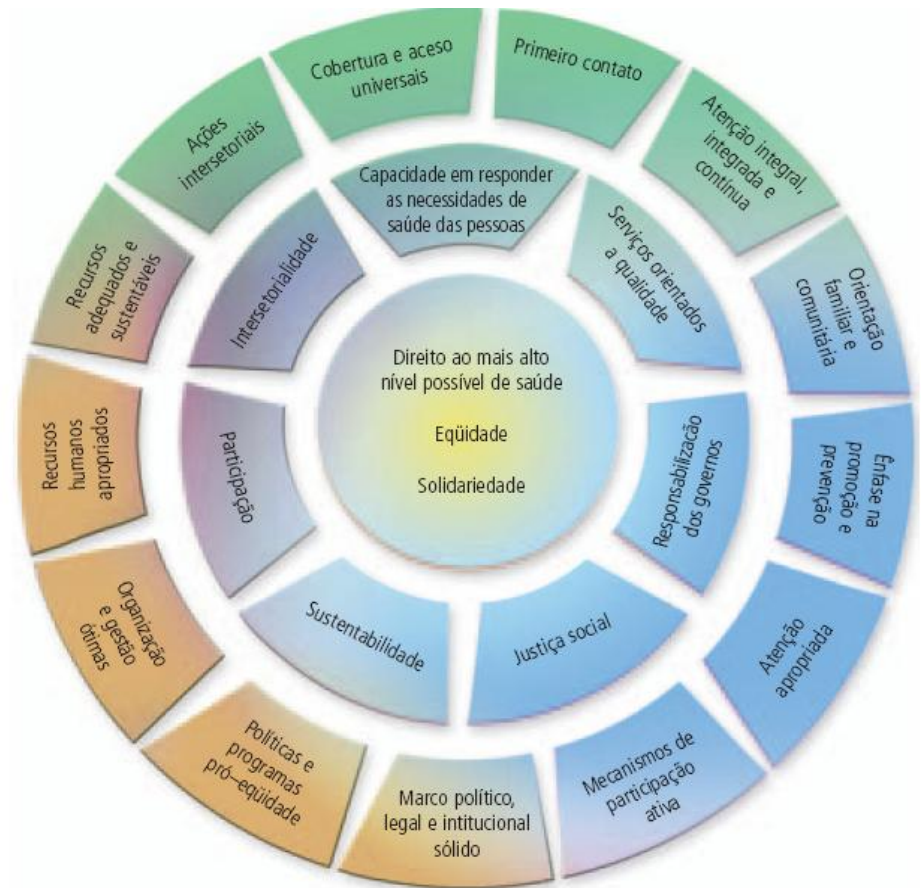 Cobertura e aceso
universais
Primeiro contato
Atenção integral,
integrada e
contínua
Orientação
familiar e
comunitária
Ênfase na
promoção e
prevenção
Atenção
apropriada
Mecanismos de
participação
ativa
Marco político,
legal e intitucional
sólido
Políticas e
programas
pró–eqüidade
Organização
e gestão
ótimas
Recursos
humanos
apropriados
Recursos
adequados e
sustentáveis
Ações
intersetoriais
Capacidade em responder
as necessidades de
saúde das pessoas
Serviços orientados
a qualidade
Responsabilização
dos governos
Justiça social
Sustentabilidade
Participação
Intersetorialidade
Direito ao mais alto
nível possível de saúde
Eqüidade
Solidariedade